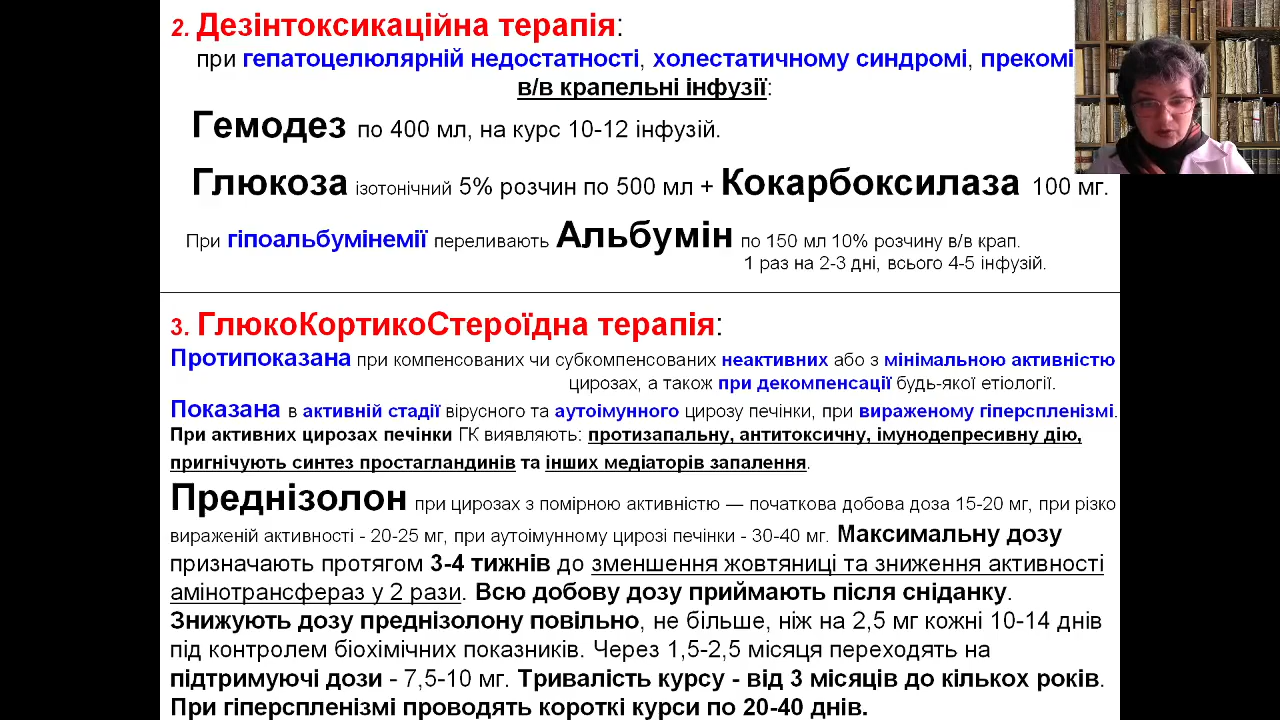 2. Дезінтоксикаційна терапія:
при гепатоцелюлярній недостатності, холестатичному синдромі, прекомі
в/в крапельні інфузії:
Гемодез по 400 мл, на курс 10-12 інфузій.
Глюкоза ізотонічний 5% розчин по 500 мл + Кокарбоксилаза 100 мг.
При гіпоальбумінемії переливають Альбумін по 150 мл 10% розчину в/в крап.
1 раз на 2-3 дні, всього 4-5 інфузій.
3. ГлюкоКортикоСтероїдна терапія:
Протипоказана при компенсованих чи субкомпенсованих неактивних або з мінімальною активністю
цирозах, а також при декомпенсації будь-якої етіології.
Показана в активній стадії вірусного та аутоімунного цирозу печінки, при вираженому гіперспленізмі.
При активних цирозах печінки ГК виявляють: протизапальну, антитоксичну, імунодепресивну дію,
пригнічують синтез простагландинів та інших медіаторів запалення.
Преднізолон при цирозах з помірною активністю — початкова добова доза 15-20 мг, при різко
вираженій активності - 20-25 мг, при аутоімунному цирозі печінки - 30-40 мг. Максимальну дозу
призначають протягом 3-4 тижнів до зменшення жовтяниці та зниження активності
амінотрансфераз у 2 рази. Всю добову дозу приймають після сніданку.
Знижують дозу преднізолону повільно, не більше, ніж на 2,5 мг кожні 10-14 днів
під контролем біохімічних показників. Через 1,5-2,5 місяця переходять на
підтримуючі дози - 7,5-10 мг. Тривалість курсу - від 3 місяців до кількох років.
При гіперспленізмі проводять короткі курси по 20-40 днів.